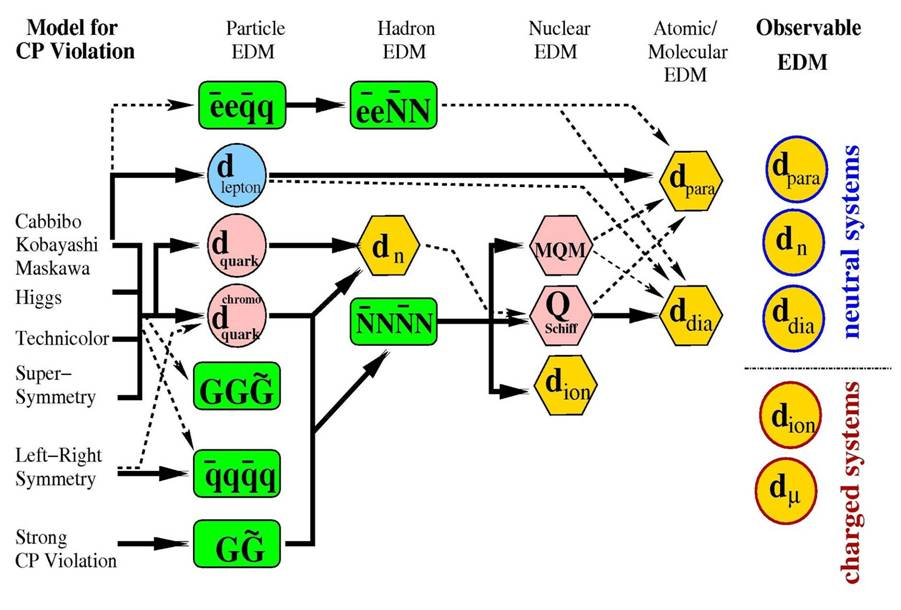 Model for
CP Violation
Particle
EDM
Hadron
EDM
Nuclear
EDM
Atomic/
Molecular
EDM
Observable
EDM
ēeq̄q
ēeN̄N
d lepton
d para
d para
Cabbibo
Kobayashi
Maskawa
d quark
d n
MQM
d n
Higgs
chromo
d quark
N̄NN̄N
Q
Schiff
d dia
d dia
neutral systems
Technicolor
Super–
Symmetry
GGG̃
d ion
d ion
Left–Right
Symmetry
q̄qq̄q
d μ
charged systems
Strong
CP Violation
GG̃